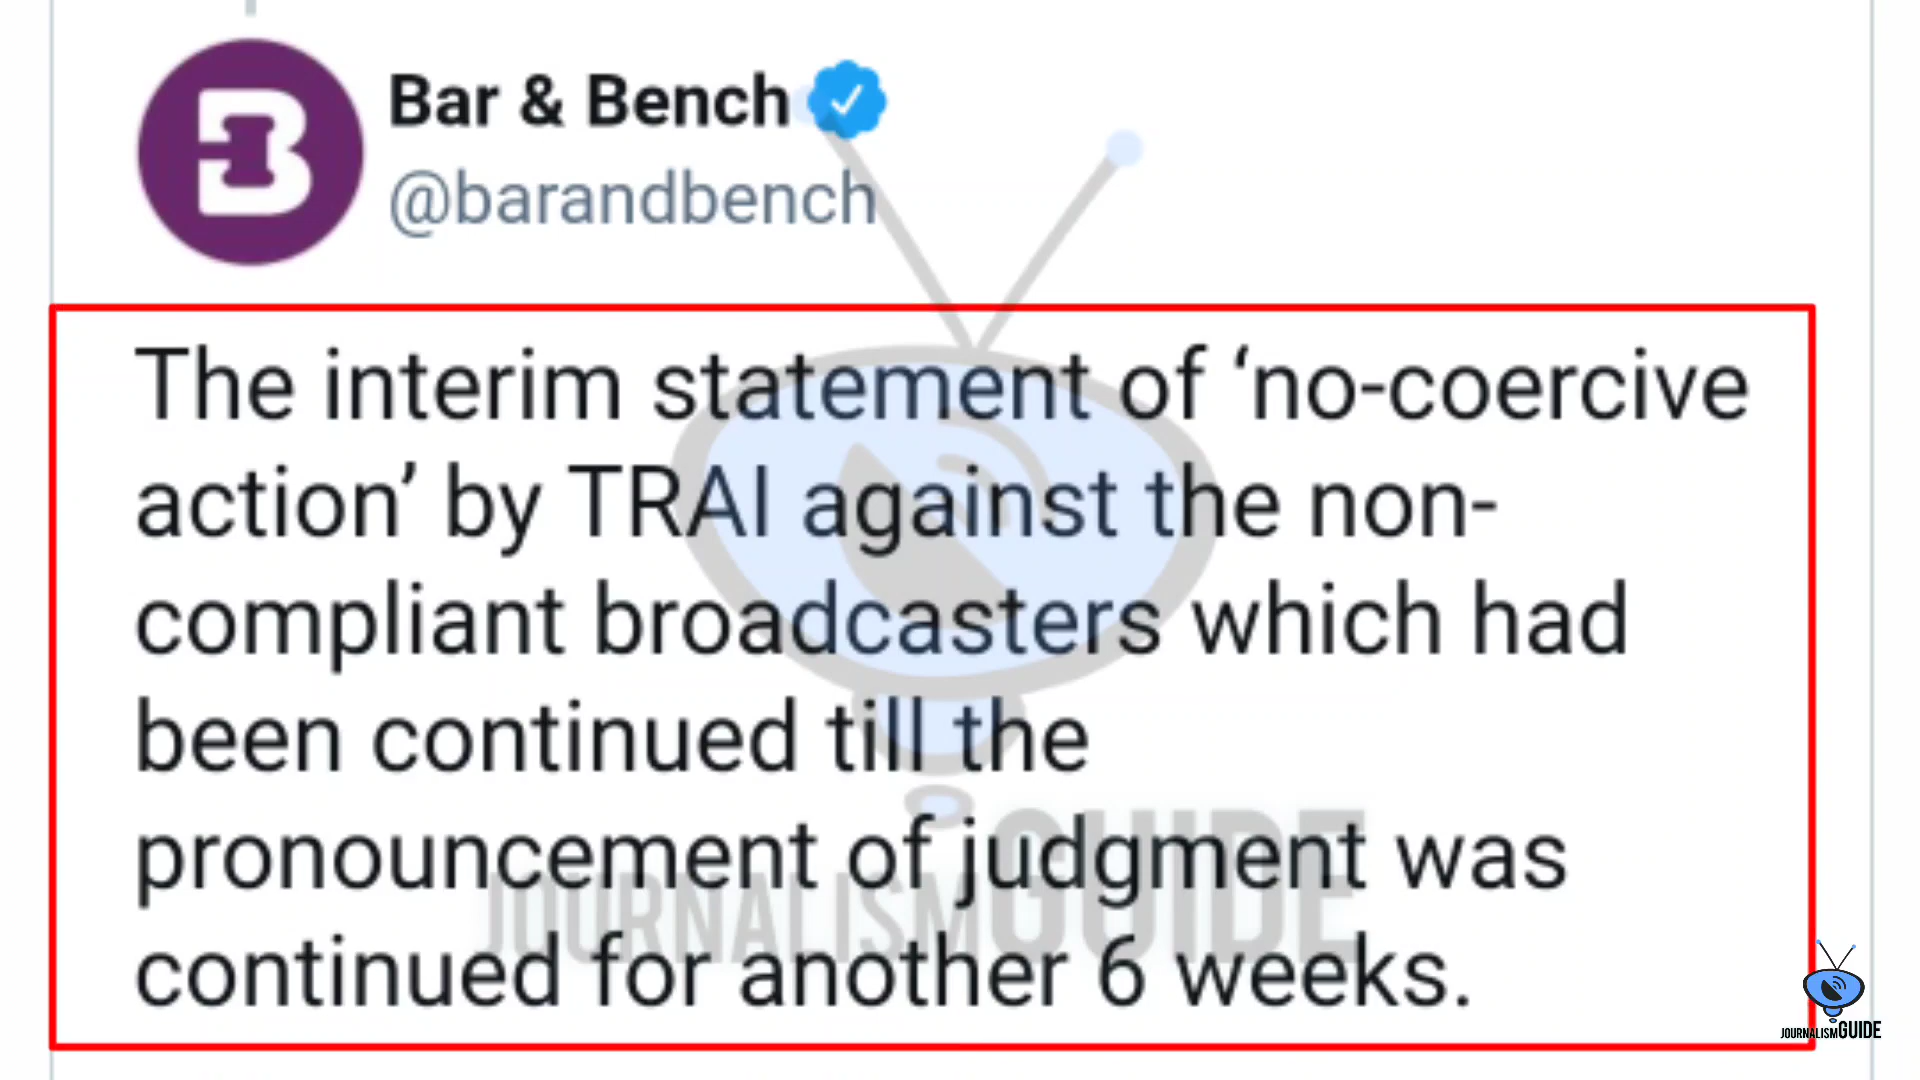 Bar & Bench
@barandbench
The interim statement of ‘no-coercive
action’ by TRAI against the non-
compliant broadcasters which had
been continued till the
pronouncement of judgment was
continued for another 6 weeks.
JOURNALISMGUIDE
JOURNALISMGUIDE